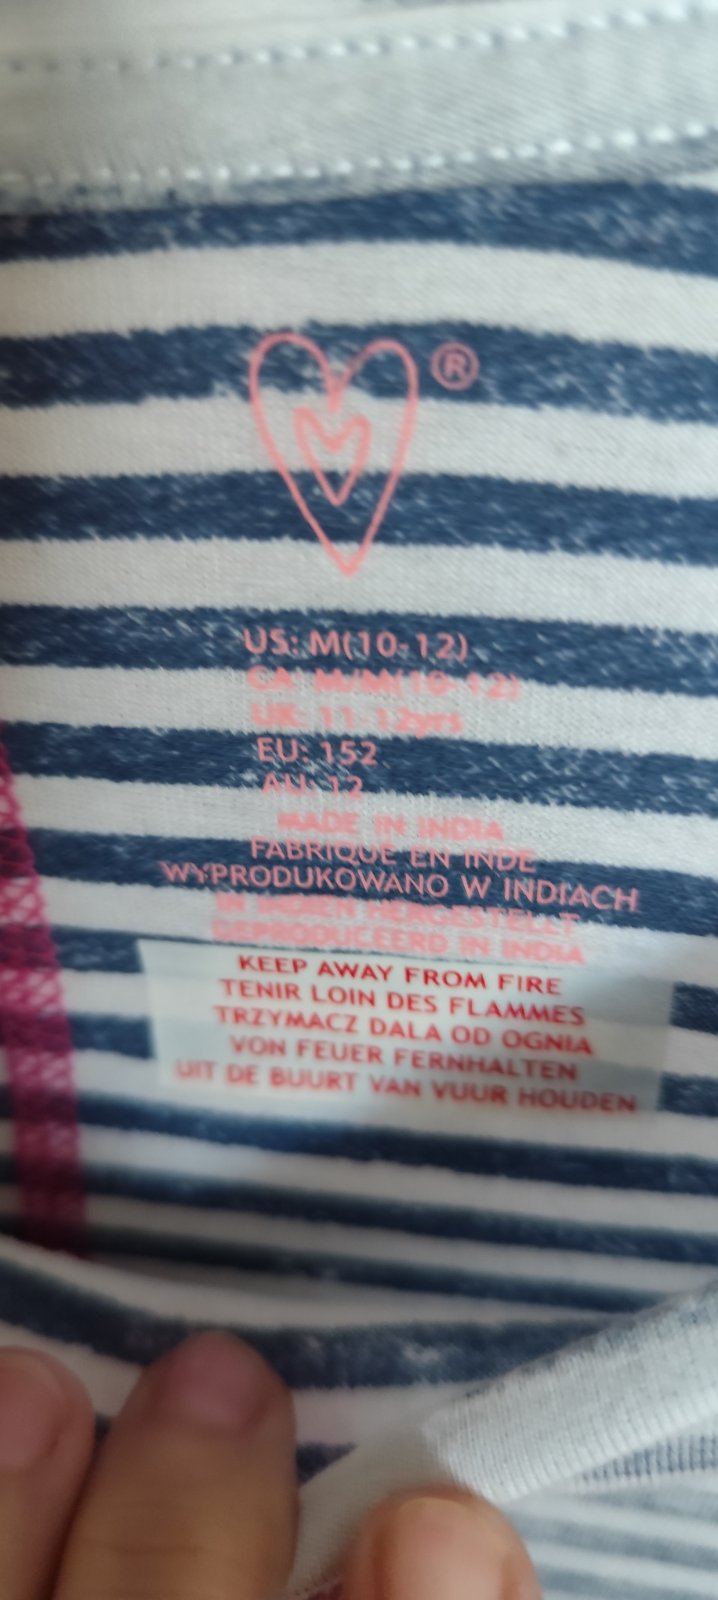 ®
US: M(10-12)
CA: M/M(10-12)
UK: 11-12yrs
EU: 152
AU: 12
MADE IN INDIA
FABRIQUE EN INDE
WYPRODUKOWANO W INDIACH
IN INDIEN HERGESTELLT
GEPRODUCEERD IN INDIA
KEEP AWAY FROM FIRE
TENIR LOIN DES FLAMMES
TRZYMACZ DALA OD OGNIA
VON FEUER FERNHALTEN
UIT DE BUURT VAN VUUR HOUDEN